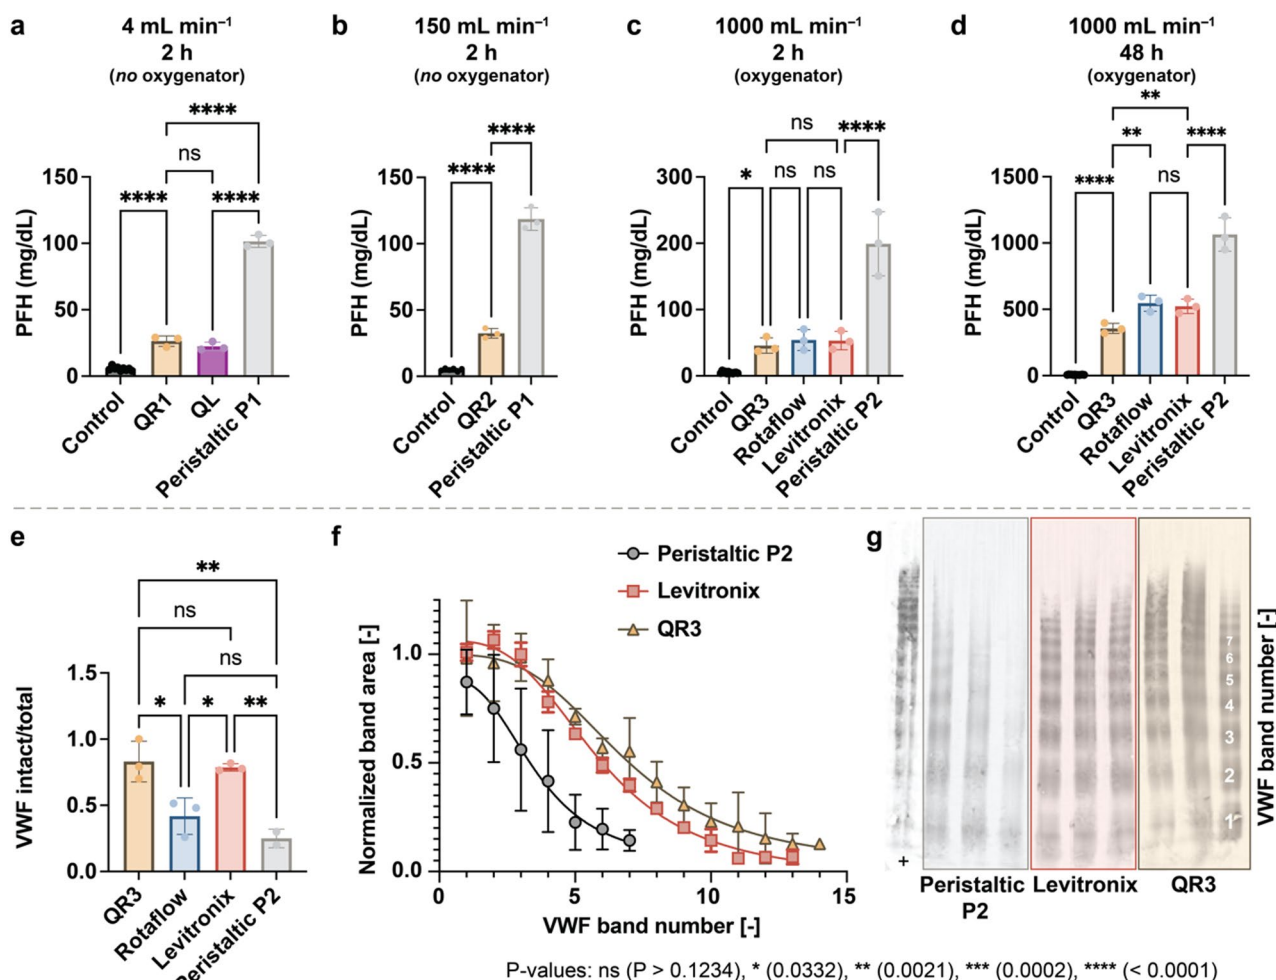 a
4 mL min⁻¹
2 h
(no oxygenator)
****
ns
****
****
PFH (mg/dL)
150
100
50
0
Control
QR1
QL
Peristaltic P1
b
150 mL min⁻¹
2 h
(no oxygenator)
****
****
PFH (mg/dL)
150
100
50
0
Control
QR2
Peristaltic P1
c
1000 mL min⁻¹
2 h
(oxygenator)
ns
****
*
ns
ns
PFH (mg/dL)
300
200
100
0
Control
QR3
Rotaflow
Levitronix
Peristaltic P2
d
1000 mL min⁻¹
48 h
(oxygenator)
**
**
****
ns
****
PFH (mg/dL)
1500
1000
500
0
Control
QR3
Rotaflow
Levitronix
Peristaltic P2
e
**
ns
ns
*
*
**
VWF intact/total
1.5
1.0
0.5
0.0
QR3
Rotaflow
Levitronix
Peristaltic P2
f
Peristaltic P2
Levitronix
QR3
Normalized band area [-]
1.0
0.5
0.0
0
5
10
15
VWF band number [-]
g
7
6
5
4
3
2
1
+
Peristaltic
P2
Levitronix
QR3
VWF band number [-]
P-values: ns (P > 0.1234), * (0.0332), ** (0.0021), *** (0.0002), **** (< 0.0001)